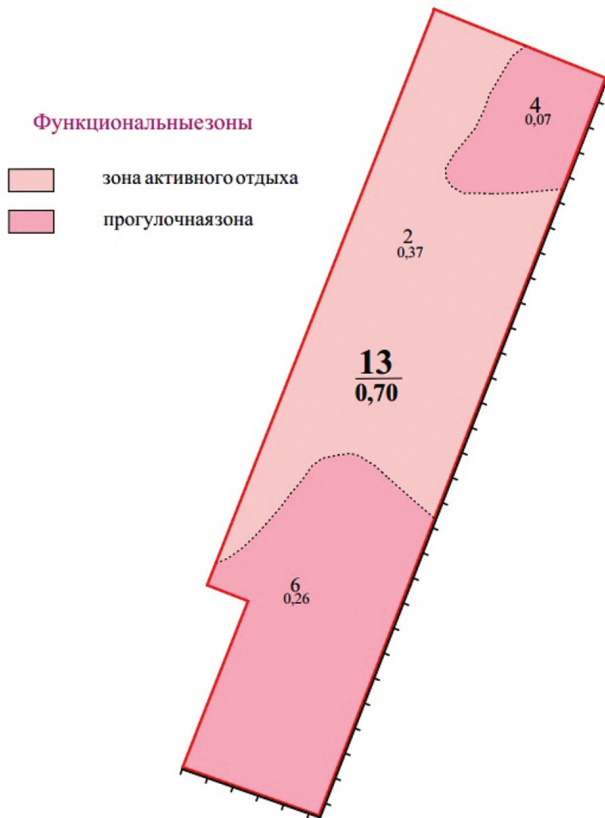 4
0,07
Функциональныезоны
зона активного отдыха
прогулочнаязона
2
0,37
13
0,70
6
0,26